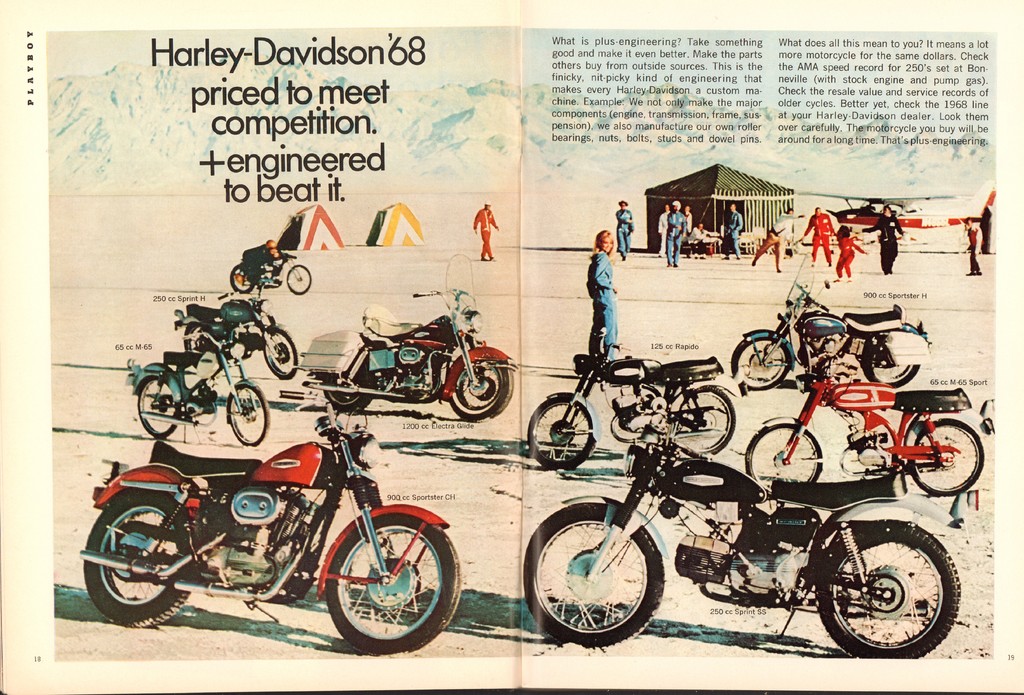 PLAYBOY
Harley-Davidson '68
priced to meet
competition.
+engineered
to beat it.
What is plus-engineering? Take something
good and make it even better. Make the parts
others buy from outside sources. This is the
finicky, nit-picky kind of engineering that
makes every Harley-Davidson a custom ma-
chine. Example: We not only make the major
components (engine, transmission, frame, sus-
pension), we also manufacture our own roller
bearings, nuts, bolts, studs and dowel pins.
What does all this mean to you? It means a lot
more motorcycle for the same dollars. Check
the AMA speed record for 250's set at Bon-
neville (with stock engine and pump gas).
Check the resale value and service records of
older cycles. Better yet, check the 1968 line
at your Harley-Davidson dealer. Look them
over carefully. The motorcycle you buy will be
around for a long time. That's plus-engineering.
250 cc Sprint H
900 cc Sportster H
65 cc M-65
125 cc Rapido
65 cc M-65 Sport
1200 cc Electra Glide
900 cc Sportster CH
250 cc Sprint SS
18
19